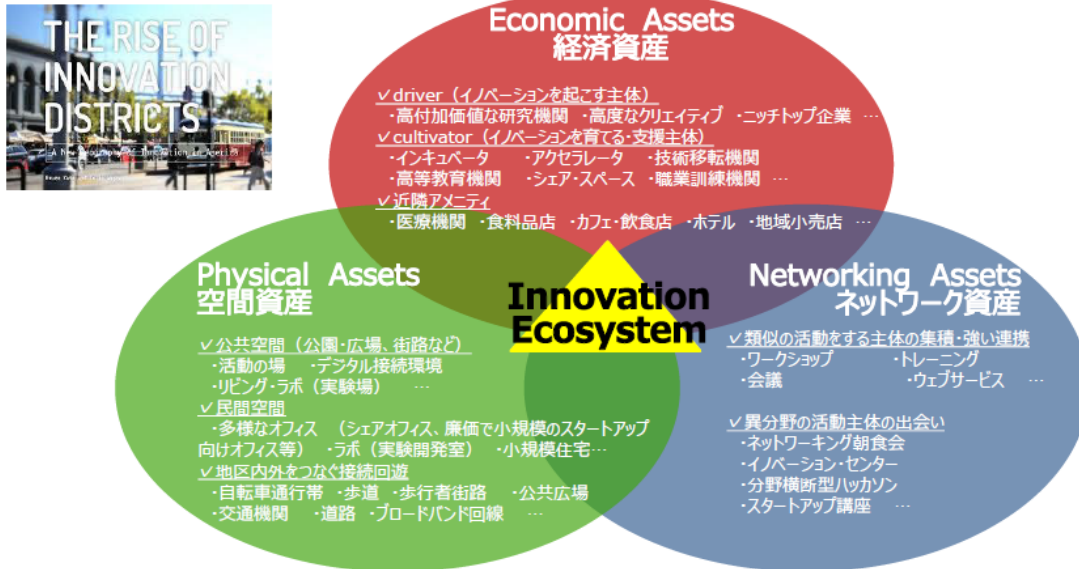 THE RISE OF
INNOVATION
DISTRICTS
A New Geography of Innovation in America
Economic Assets
経済資産
✓driver（イノベーションを起こす主体）
・高付加価値な研究機関 ・高度なクリエイティブ ・ニッチトップ企業 …
✓cultivator（イノベーションを育てる・支援主体）
・インキュベータ ・アクセラレータ ・技術移転機関
・高等教育機関 ・シェア・スペース ・職業訓練機関 …
✓近隣アメニティ
・医療機関 ・食料品店 ・カフェ・飲食店 ・ホテル ・地域小売店 …
Physical Assets
空間資産
✓公共空間（公園・広場、街路など）
・活動の場 ・デジタル接続環境
・リビング・ラボ（実験場） …
✓民間空間
・多様なオフィス （シェアオフィス、廉価で小規模のスタートアップ
向けオフィス等） ・ラボ（実験開発室） ・小規模住宅…
✓地区内外をつなぐ接続回遊
・自転車通行帯 ・歩道 ・歩行者街路 ・公共広場
・交通機関 ・道路 ・ブロードバンド回線 …
Innovation
Ecosystem
Networking Assets
ネットワーク資産
✓類似の活動をする主体の集積・強い連携
・ワークショップ ・トレーニング
・会議 ・ウェブサービス …
✓異分野の活動主体の出会い
・ネットワーキング朝食会
・イノベーション・センター
・分野横断型ハッカソン
・スタートアップ講座 …